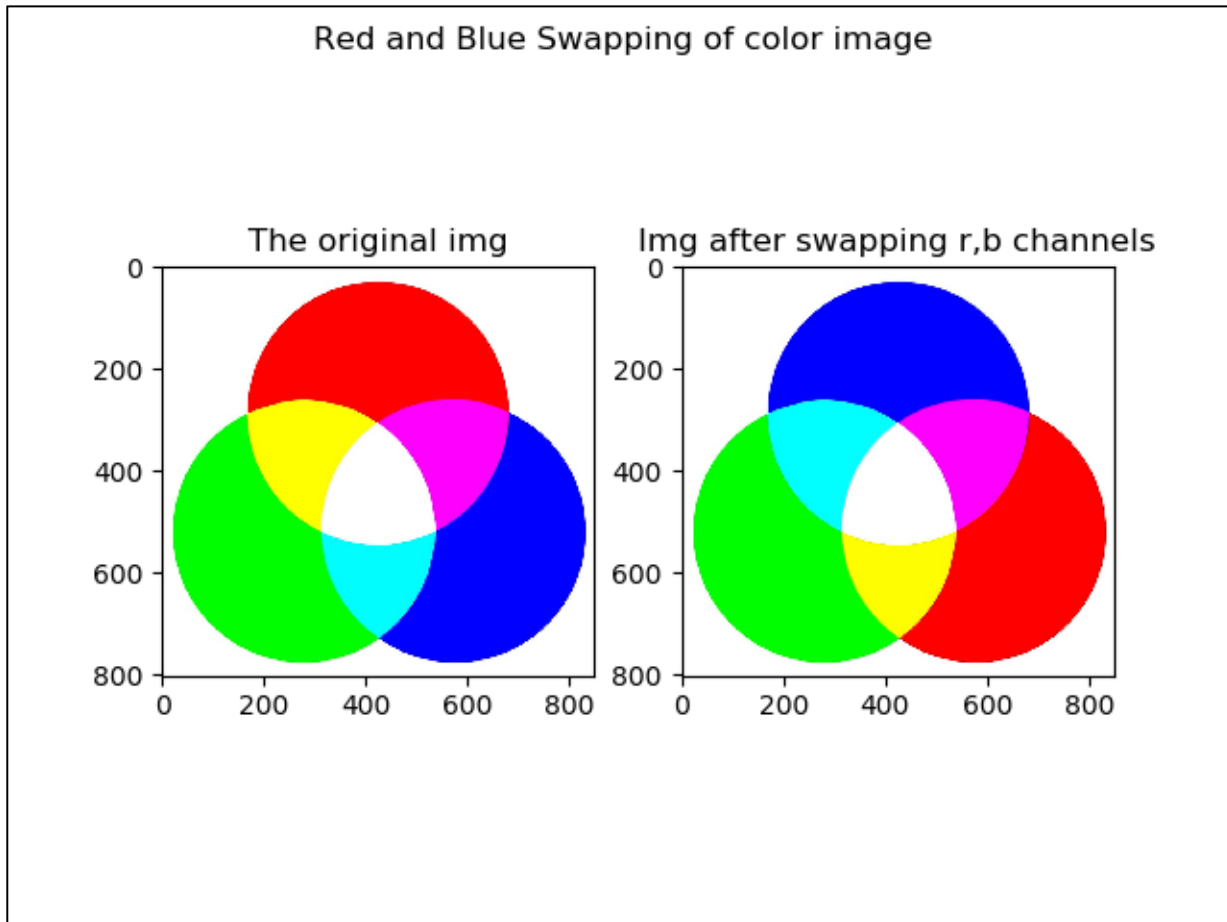 Red and Blue Swapping of color image
The original img
0
200
400
600
800
0 200 400 600 800
Img after swapping r,b channels
0
200
400
600
800
0 200 400 600 800